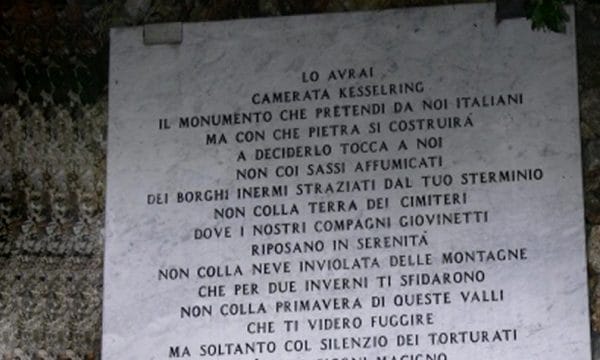 LO AVRAI
CAMERATA KESSELRING
IL MONUMENTO CHE PRETENDI DA NOI ITALIANI
MA CON CHE PIETRA SI COSTRUIRÁ
A DECIDERLO TOCCA A NOI
NON COI SASSI AFFUMICATI
DEI BORGHI INERMI STRAZIATI DAL TUO STERMINIO
NON COLLA TERRA DEI CIMITERI
DOVE I NOSTRI COMPAGNI GIOVINETTI
RIPOSANO IN SERENITÁ
NON COLLA NEVE INVIOLATA DELLE MONTAGNE
CHE PER DUE INVERNI TI SFIDARONO
NON COLLA PRIMAVERA DI QUESTE VALLI
CHE TI VIDERO FUGGIRE
MA SOLTANTO COL SILENZIO DEI TORTURATI
MACIGNO